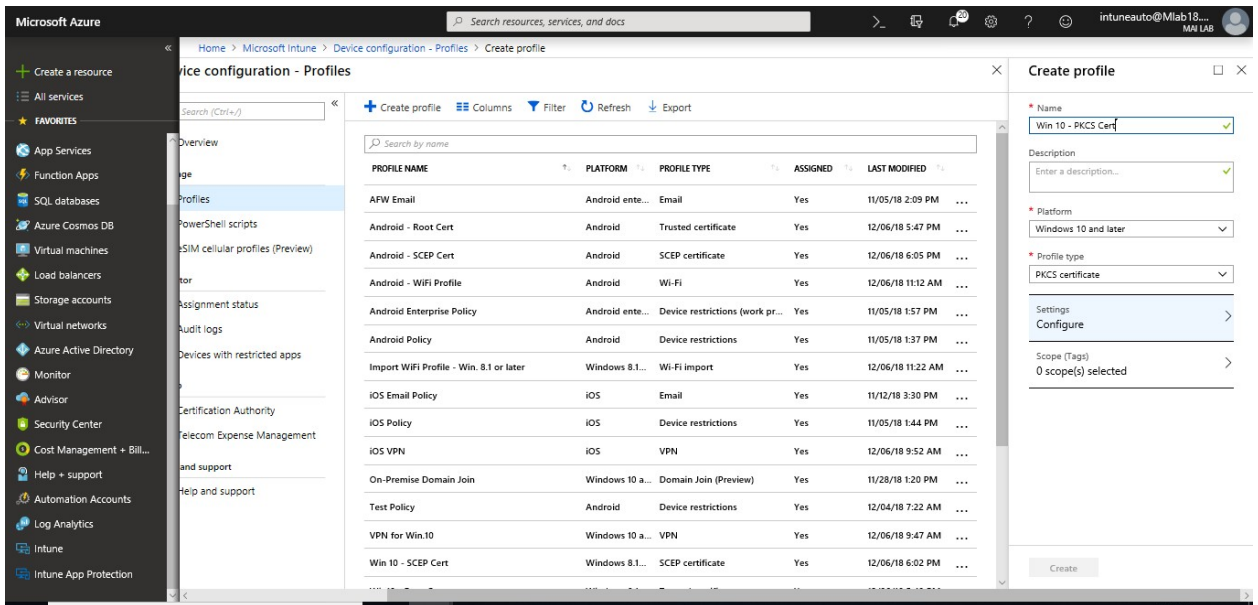 Microsoft Azure
Search resources, services, and docs
20
intuneauto@Mlab18....
MAI LAB
Home > Microsoft Intune > Device configuration - Profiles > Create profile
Create a resource
All services
FAVORITES
App Services
Function Apps
SQL databases
Azure Cosmos DB
Virtual machines
Load balancers
Storage accounts
Virtual networks
Azure Active Directory
Monitor
Advisor
Security Center
Cost Management + Bill...
Help + support
Automation Accounts
Log Analytics
Intune
Intune App Protection
vice configuration - Profiles
Search (Ctrl+/)
Overview
age
Profiles
PowerShell scripts
eSIM cellular profiles (Preview)
tor
Assignment status
Audit logs
Devices with restricted apps
Certification Authority
Telecom Expense Management
and support
Help and support
Create profile Columns Filter Refresh Export
Search by name
PROFILE NAME PLATFORM PROFILE TYPE ASSIGNED LAST MODIFIED
AFW Email Android ente... Email Yes 11/05/18 2:09 PM ...
Android - Root Cert Android Trusted certificate Yes 12/06/18 5:47 PM ...
Android - SCEP Cert Android SCEP certificate Yes 12/06/18 6:05 PM ...
Android - WiFi Profile Android Wi-Fi Yes 12/06/18 11:12 AM ...
Android Enterprise Policy Android ente... Device restrictions (work pr... Yes 11/05/18 1:57 PM ...
Android Policy Android Device restrictions Yes 11/05/18 1:37 PM ...
Import WiFi Profile - Win. 8.1 or later Windows 8.1... Wi-Fi import Yes 12/06/18 11:22 AM ...
iOS Email Policy iOS Email Yes 11/12/18 3:30 PM ...
iOS Policy iOS Device restrictions Yes 11/05/18 1:44 PM ...
iOS VPN iOS VPN Yes 12/06/18 9:52 AM ...
On-Premise Domain Join Windows 10 a... Domain Join (Preview) Yes 11/28/18 1:20 PM ...
Test Policy Android Device restrictions Yes 12/04/18 7:22 AM ...
VPN for Win.10 Windows 10 a... VPN Yes 12/06/18 9:47 AM ...
Win 10 - SCEP Cert Windows 8.1... SCEP certificate Yes 12/06/18 6:02 PM ...
Create profile
* Name
Win 10 - PKCS Cert
Description
Enter a description...
* Platform
Windows 10 and later
* Profile type
PKCS certificate
Settings
Configure
Scope (Tags)
0 scope(s) selected
Create